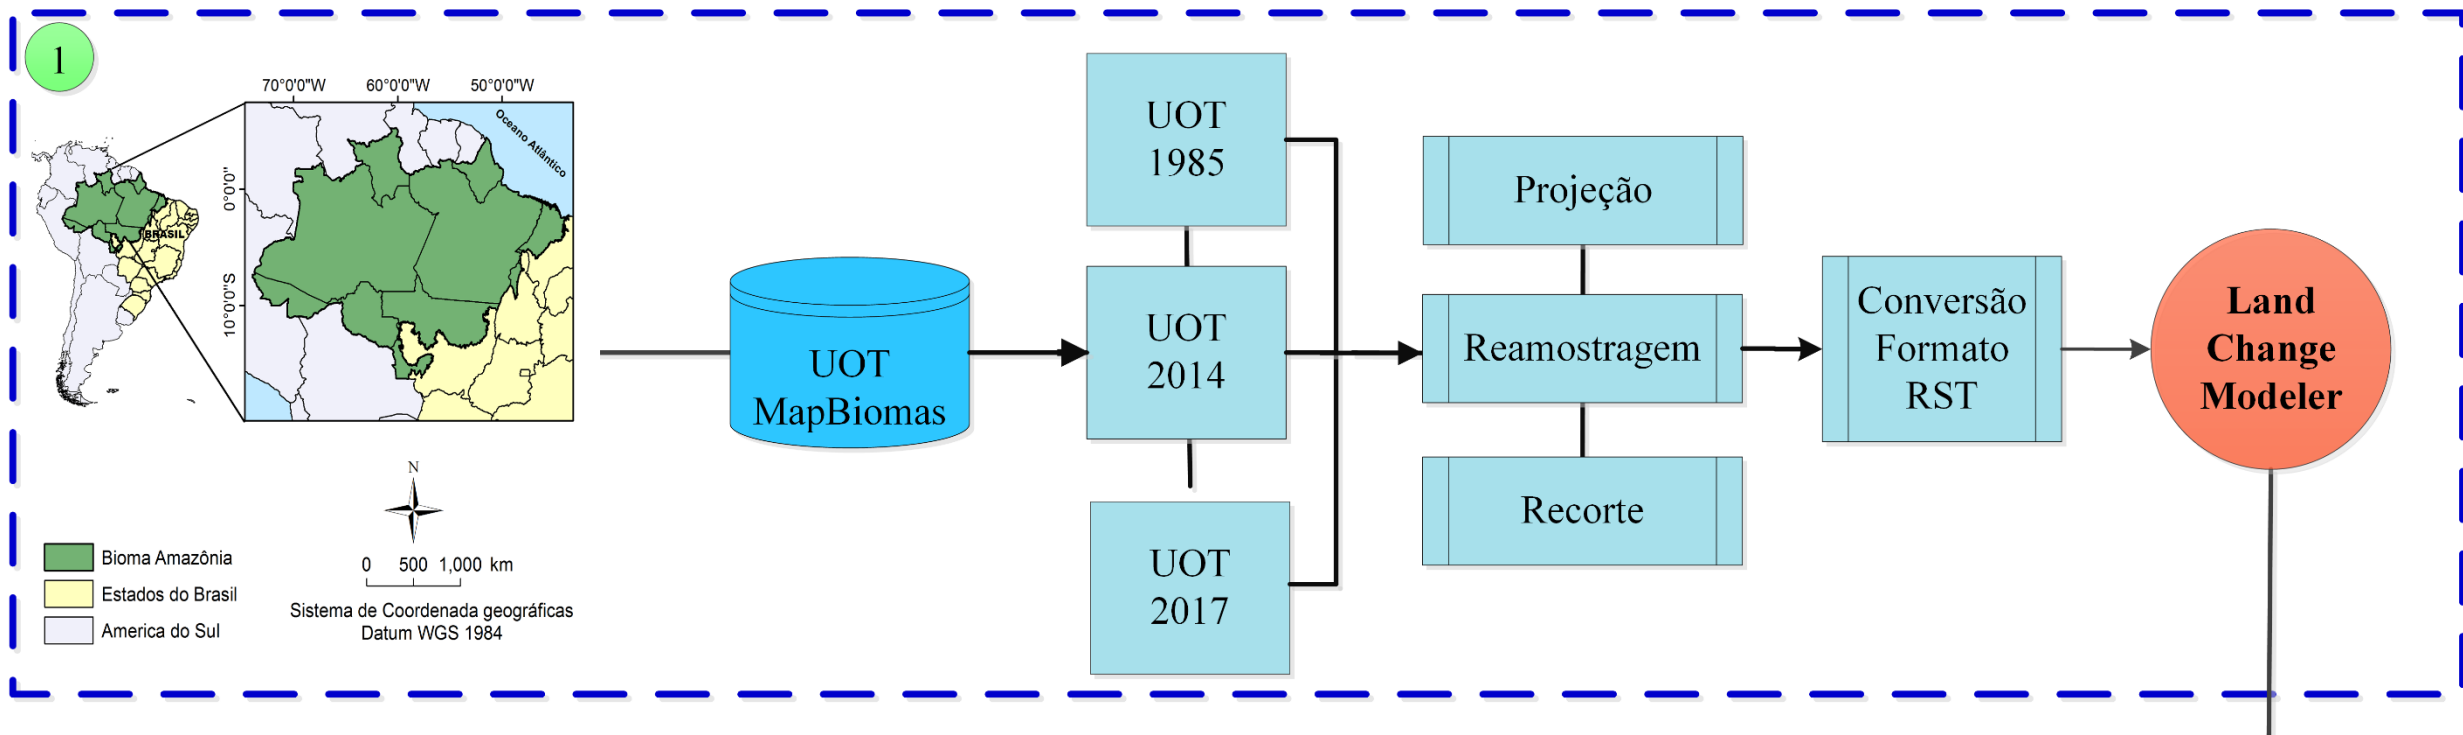 1
70°0'0"W
60°0'0"W
50°0'0"W
Oceano Atlântico
0°0'0"
10°0'0"S
BRASIL
N
0 500 1,000 km
Sistema de Coordenada geográficas
Datum WGS 1984
Bioma Amazônia
Estados do Brasil
America do Sul
UOT
MapBiomas
UOT
1985
UOT
2014
UOT
2017
Projeção
Reamostragem
Recorte
Conversão
Formato
RST
Land
Change
Modeler